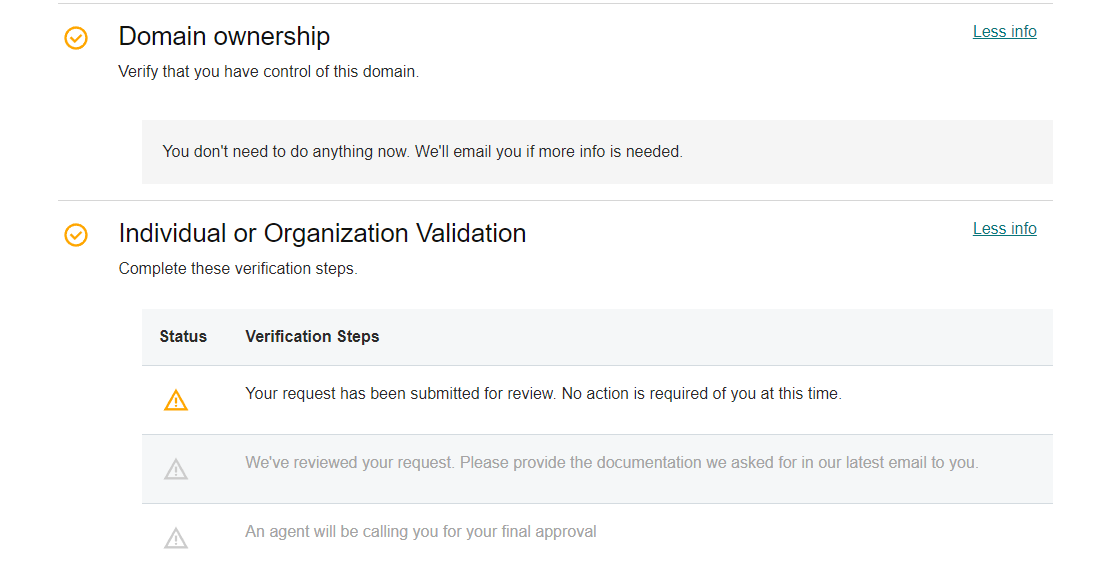 Domain ownership
Less info
Verify that you have control of this domain.
You don't need to do anything now. We'll email you if more info is needed.
Individual or Organization Validation
Less info
Complete these verification steps.
Status Verification Steps
Your request has been submitted for review. No action is required of you at this time.
We've reviewed your request. Please provide the documentation we asked for in our latest email to you.
An agent will be calling you for your final approval